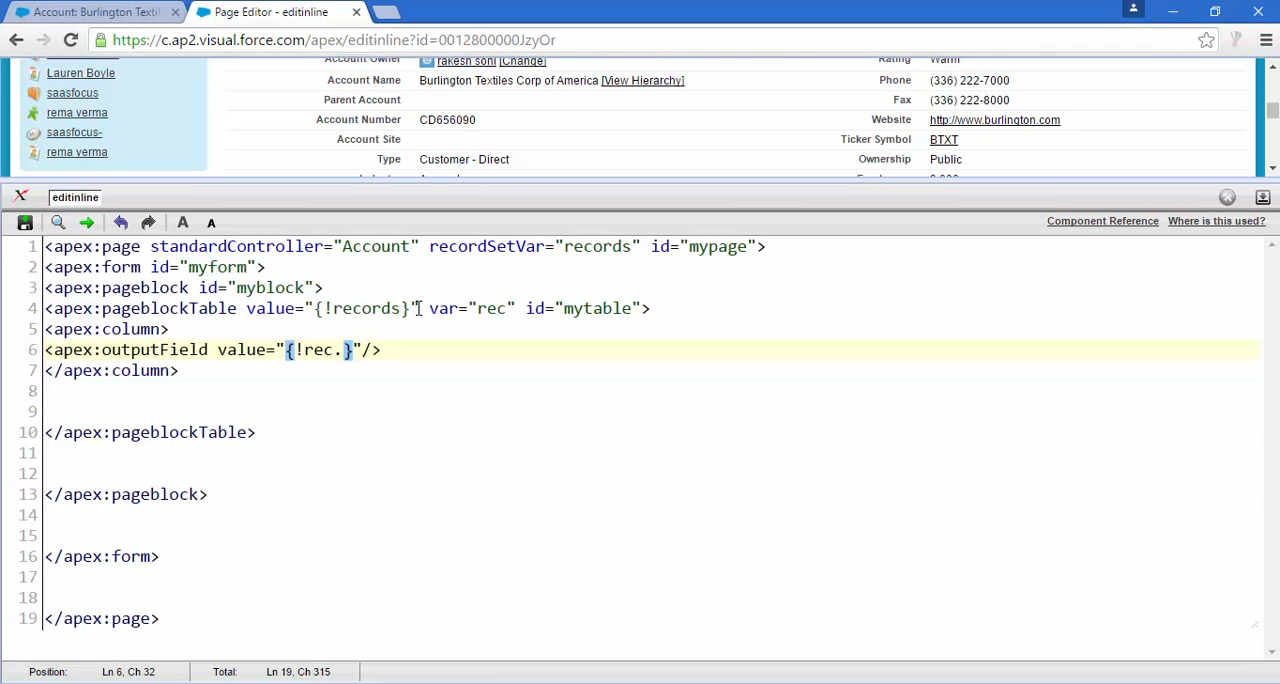 Account: Burlington Textil
Page Editor - editinline
https://c.ap2.visual.force.com/apex/editinline?id=0012800000JzyOr
Account Owner rakesh soni [Change] Rating Warm
Lauren Boyle
Account Name Burlington Textiles Corp of America [View Hierarchy] Phone (336) 222-7000
saasfocus
Parent Account Fax (336) 222-8000
rema verma
Account Number CD656090 Website http://www.burlington.com
saasfocus-
Account Site Ticker Symbol BTXT
rema verma
Type Customer - Direct Ownership Public
editinline
A A Component Reference Where is this used?
1 <apex:page standardController="Account" recordSetVar="records" id="mypage">
2 <apex:form id="myform">
3 <apex:pageblock id="myblock">
4 <apex:pageblockTable value="{!records}" var="rec" id="mytable">
5 <apex:column>
6 <apex:outputField value="{!rec.}"/>
7 </apex:column>
8
9
10 </apex:pageblockTable>
11
12
13 </apex:pageblock>
14
15
16 </apex:form>
17
18
19 </apex:page>
Position: Ln 6, Ch 32 Total: Ln 19, Ch 315